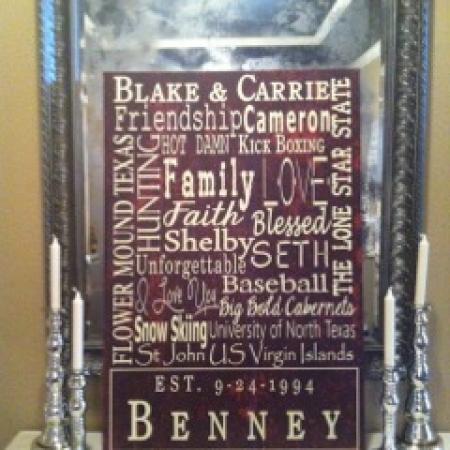 BLAKE & CARRIE
Friendship Cameron
HOT DAMN KICK BOXING
Family LOVE
Faith Blessed
Shelby SETH
Unforgettable
Baseball
& I Love You Big Bold Cabernets
Snow Skiing University of North Texas
St John US Virgin Islands
FLOWER MOUND TEXAS
HUNTING
THE LONE STAR STATE
EST. 9-24-1994
BENNEY